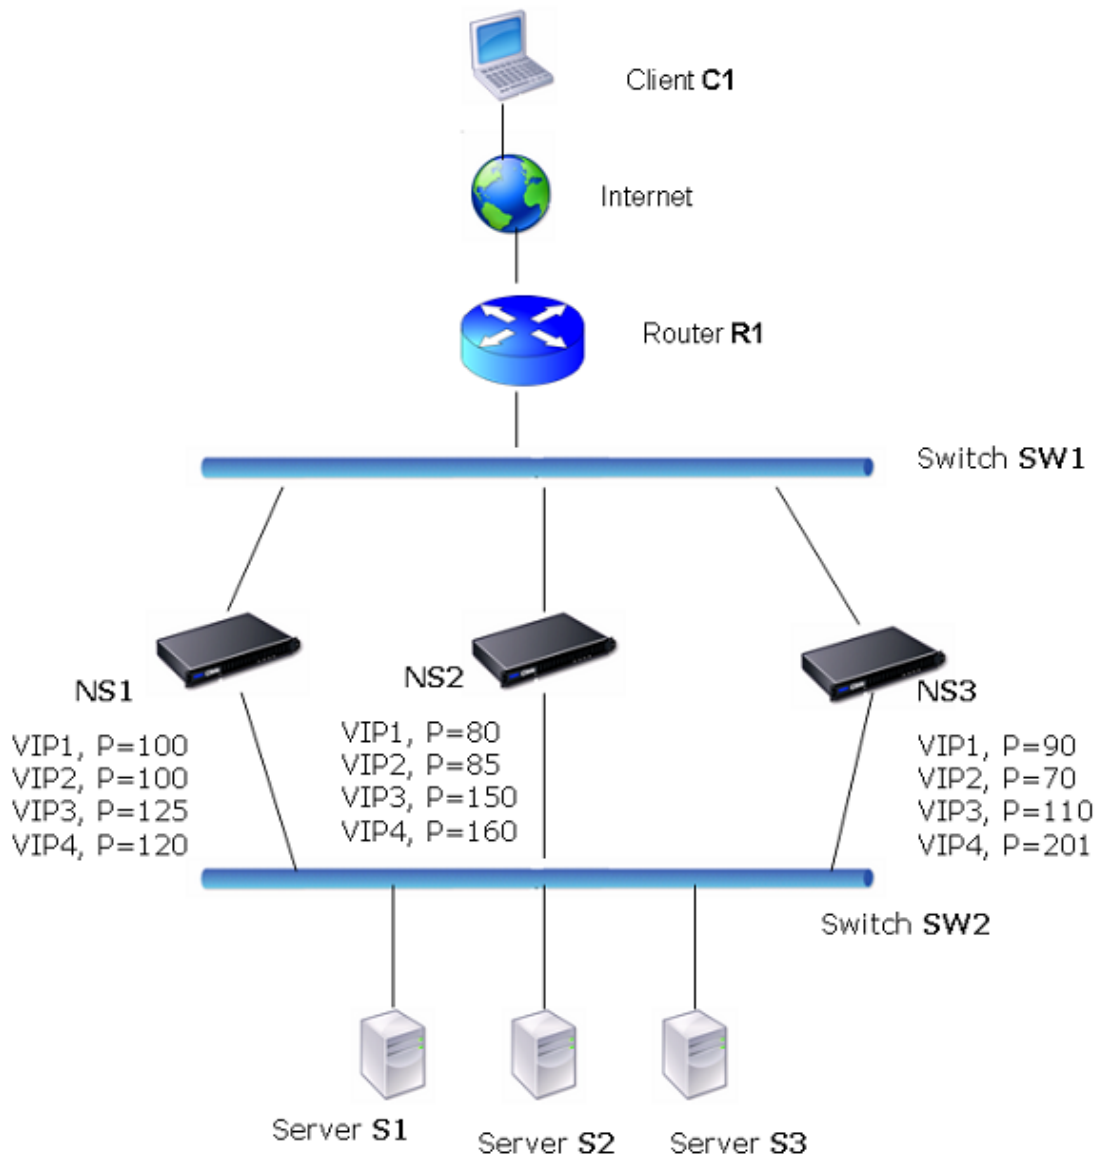 Client C1
Internet
Router R1
Switch SW1
NS1
VIP1, P=100
VIP2, P=100
VIP3, P=125
VIP4, P=120
NS2
VIP1, P=80
VIP2, P=85
VIP3, P=150
VIP4, P=160
NS3
VIP1, P=90
VIP2, P=70
VIP3, P=110
VIP4, P=201
Switch SW2
Server S1
Server S2
Server S3